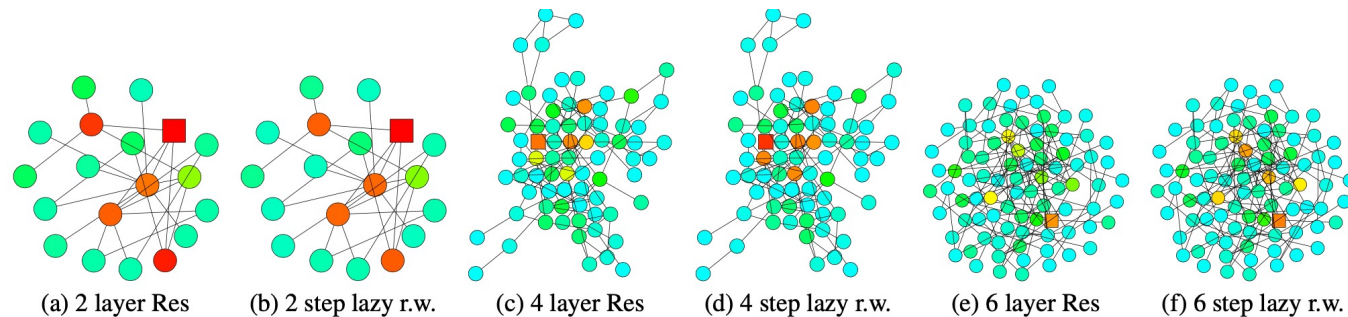 (a) 2 layer Res
(b) 2 step lazy r.w.
(c) 4 layer Res
(d) 4 step lazy r.w.
(e) 6 layer Res
(f) 6 step lazy r.w.